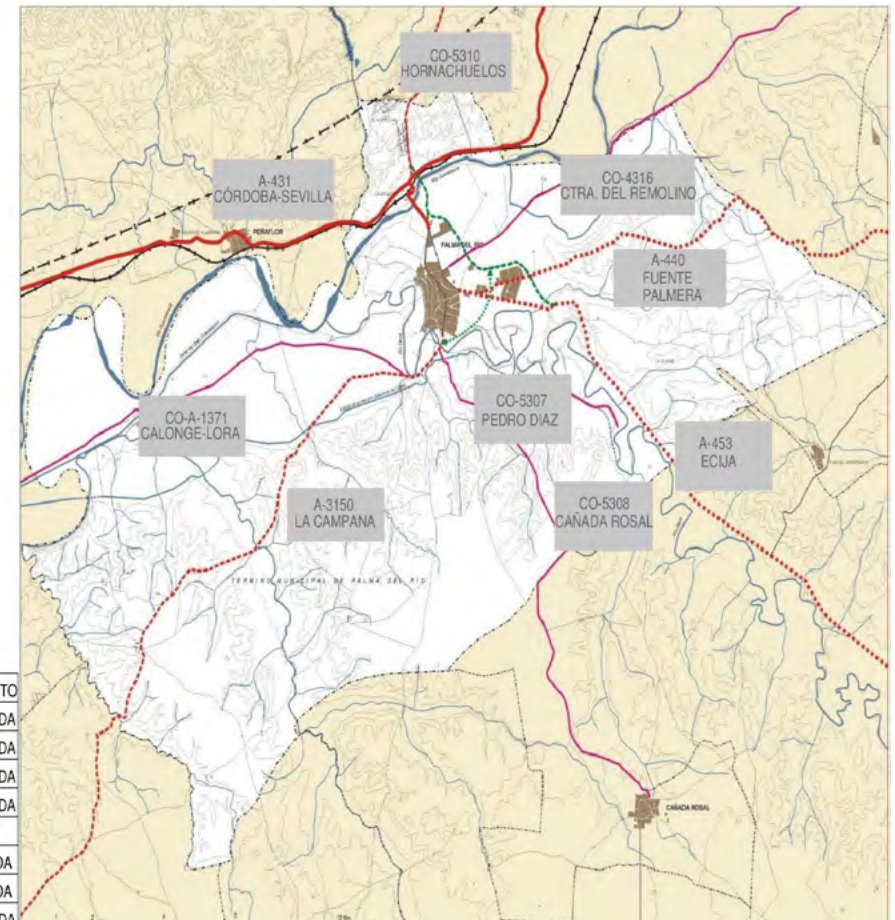 CO-5310
HORNACHUELOS
A-431
CÓRDOBA-SEVILLA
CO-4316
CTRA. DEL REMOLINO
PEÑAFLOR
PALMA DEL RÍO
A-440
FUENTE
PALMERA
CO-A-1371
CALONGE-LORA
CO-5307
PEDRO DIAZ
A-453
ECIJA
A-3150
LA CAMPANA
CO-5308
CAÑADA ROSAL
TERMINO MUNICIPAL DE PALMA DEL RÍO
CAÑADA ROSAL
TO
DA
DA
DA
DA
DA
DA
DA